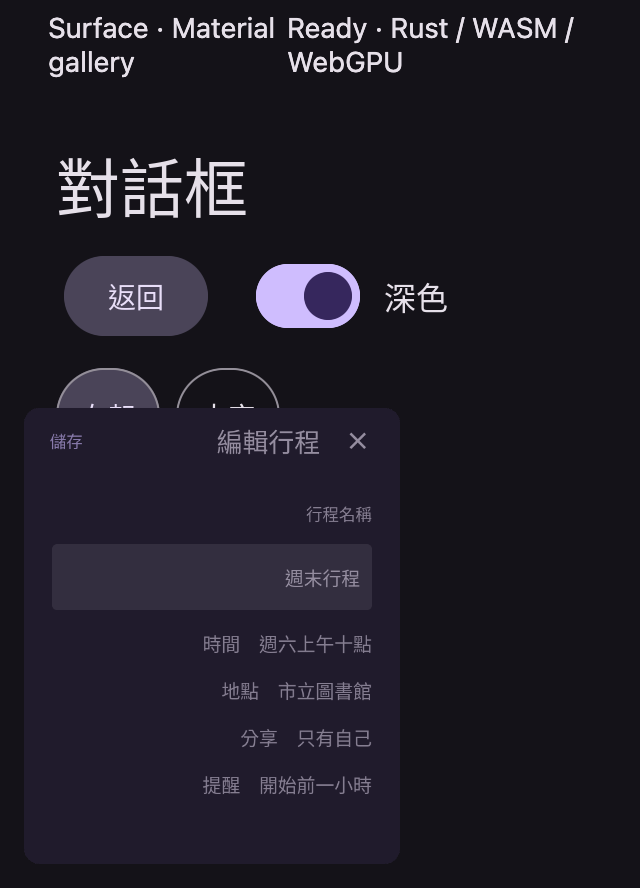 Surface · Material gallery
Ready · Rust / WASM / WebGPU
對話框
返回
深色
編輯行程
儲存
行程名稱
週末行程
時間 週六上午十點
地點 市立圖書館
分享 只有自己
提醒 開始前一小時